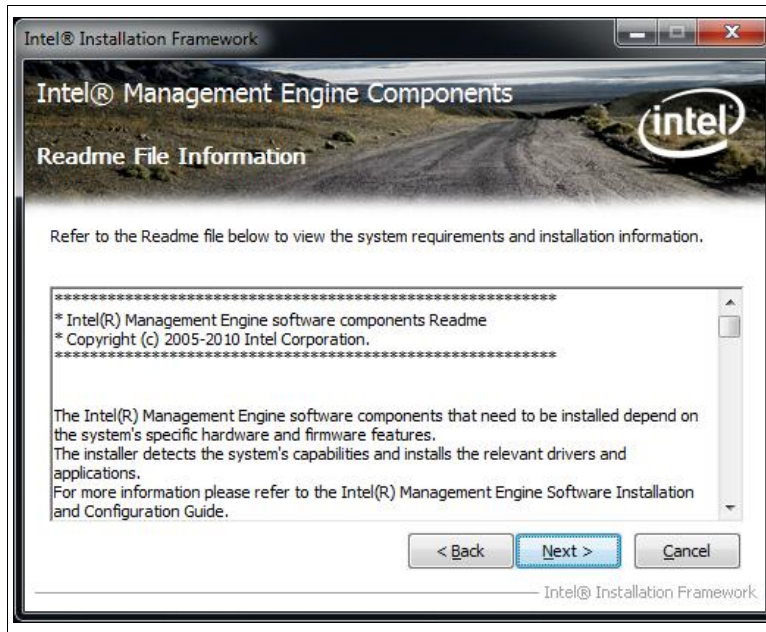 Intel® Installation Framework
Intel® Management Engine Components
intel
Readme File Information
Refer to the Readme file below to view the system requirements and installation information.
*********************************************************
* Intel(R) Management Engine software components Readme
* Copyright (c) 2005-2010 Intel Corporation.
*********************************************************
The Intel(R) Management Engine software components that need to be installed depend on
the system's specific hardware and firmware features.
The installer detects the system's capabilities and installs the relevant drivers and
applications.
For more information please refer to the Intel(R) Management Engine Software Installation
and Configuration Guide.
< Back
Next >
Cancel
Intel® Installation Framework